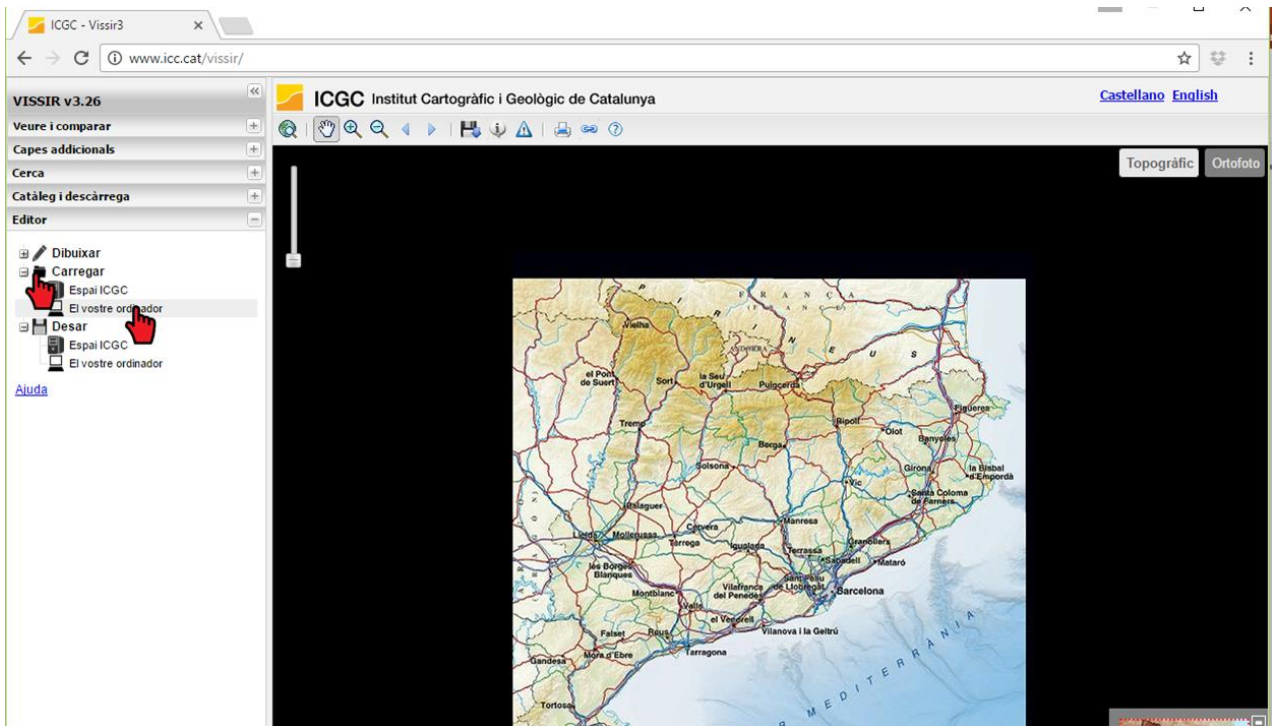 ICGC - Vissir3
www.icc.cat/vissir/
VISSIR v3.26
Veure i comparar
Capes addicionals
Cerca
Catàleg i descàrrega
Editor
Dibuixar
Carregar
Espai ICGC
El vostre ordinador
Desar
Espai ICGC
El vostre ordinador
Ajuda
ICGC Institut Cartogràfic i Geològic de Catalunya
Castellano English
Topogràfic Ortofoto
P I R I N E U S
F R A N Ç A
Vielha
ANDORRA
el Pont
de Suert
Sort
la Seu
d'Urgell
Puigcerdà
Figueres
Tremp
Ripoll
Olot
Banyoles
Berga
Solsona
Girona
la Bisbal
d'Empordà
Vic
Santa Coloma
de Farners
Balaguer
Manresa
Cervera
Lleida
Mollerussa
Tàrrega
Igualada
Granollers
Terrassa
Sabadell
Mataró
les Borges
Blanques
Sant Feliu
de Llobregat
Vilafranca
del Penedès
Barcelona
Montblanc
Valls
el Vendrell
Vilanova i la Geltrú
Falset
Reus
Tarragona
Gandesa
Móra d'Ebre
Tortosa
MEDITERRÀNIA